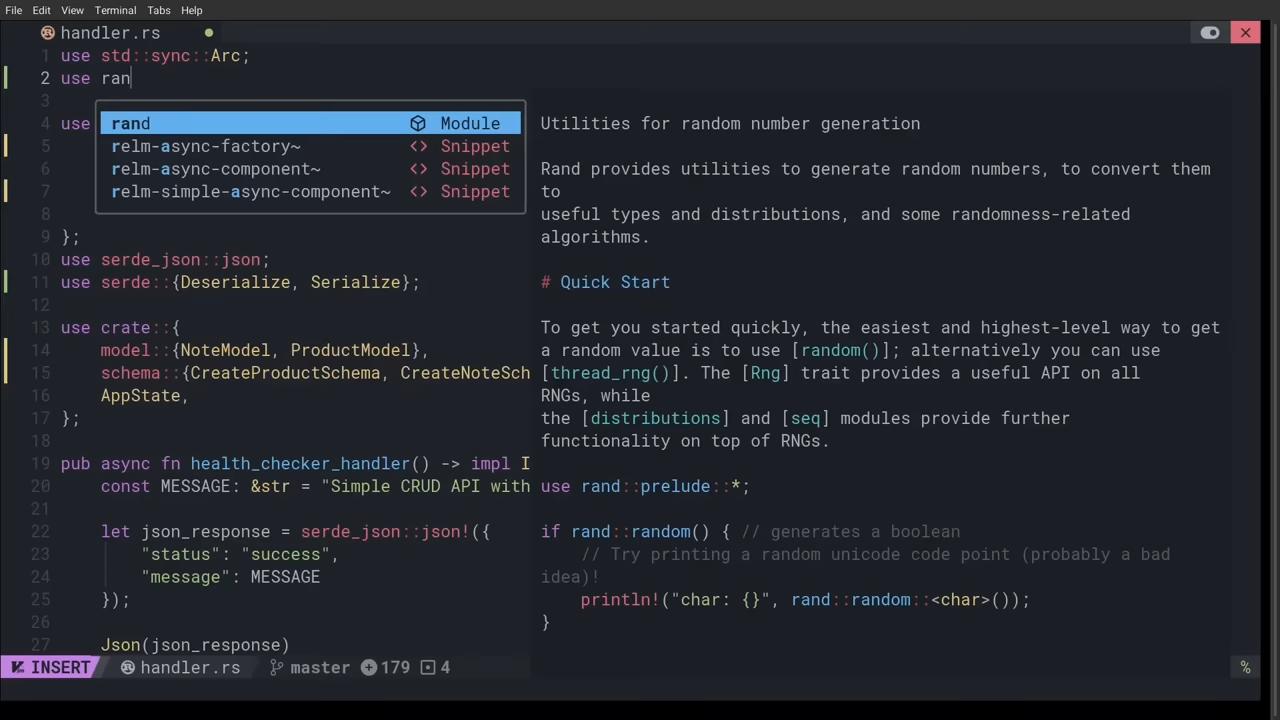 File Edit View Terminal Tabs Help
handler.rs
1 use std::sync::Arc;
2 use ran
3
4 use
5
6
7
8
9 };
10 use serde_json::json;
11 use serde::{Deserialize, Serialize};
12
13 use crate::{
14 model::{NoteModel, ProductModel},
15 schema::{CreateProductSchema, CreateNoteSch
16 AppState,
17 };
18
19 pub async fn health_checker_handler() -> impl I
20 const MESSAGE: &str = "Simple CRUD API with
21
22 let json_response = serde_json::json!({
23 "status": "success",
24 "message": MESSAGE
25 });
26
27 Json(json_response)
rand Module
relm-async-factory~ <> Snippet
relm-async-component~ <> Snippet
relm-simple-async-component~ <> Snippet
Utilities for random number generation
Rand provides utilities to generate random numbers, to convert them
to
useful types and distributions, and some randomness-related
algorithms.
# Quick Start
To get you started quickly, the easiest and highest-level way to get
a random value is to use [random()]; alternatively you can use
[thread_rng()]. The [Rng] trait provides a useful API on all
RNGs, while
the [distributions] and [seq] modules provide further
functionality on top of RNGs.
use rand::prelude::*;
if rand::random() { // generates a boolean
// Try printing a random unicode code point (probably a bad
idea)!
println!("char: {}", rand::random::<char>());
}
INSERT handler.rs master 179 4 %